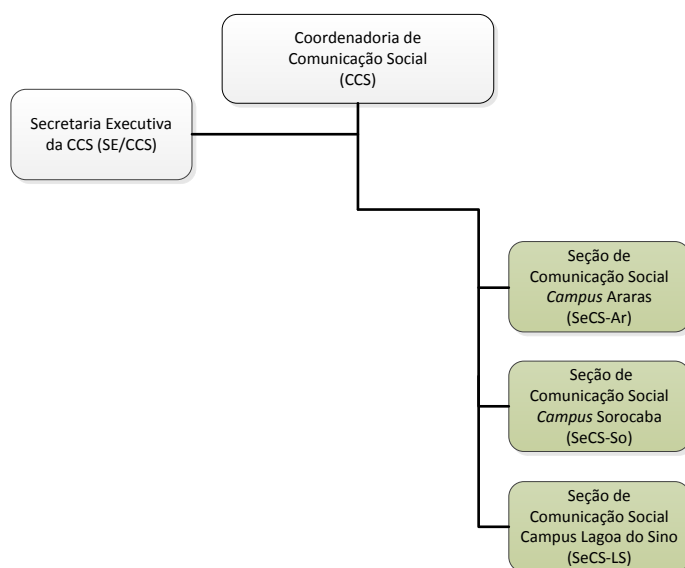 Coordenadoria de
Comunicação Social
(CCS)
Secretaria Executiva
da CCS (SE/CCS)
Seção de
Comunicação Social
Campus Araras
(SeCS-Ar)
Seção de
Comunicação Social
Campus Sorocaba
(SeCS-So)
Seção de
Comunicação Social
Campus Lagoa do Sino
(SeCS-LS)